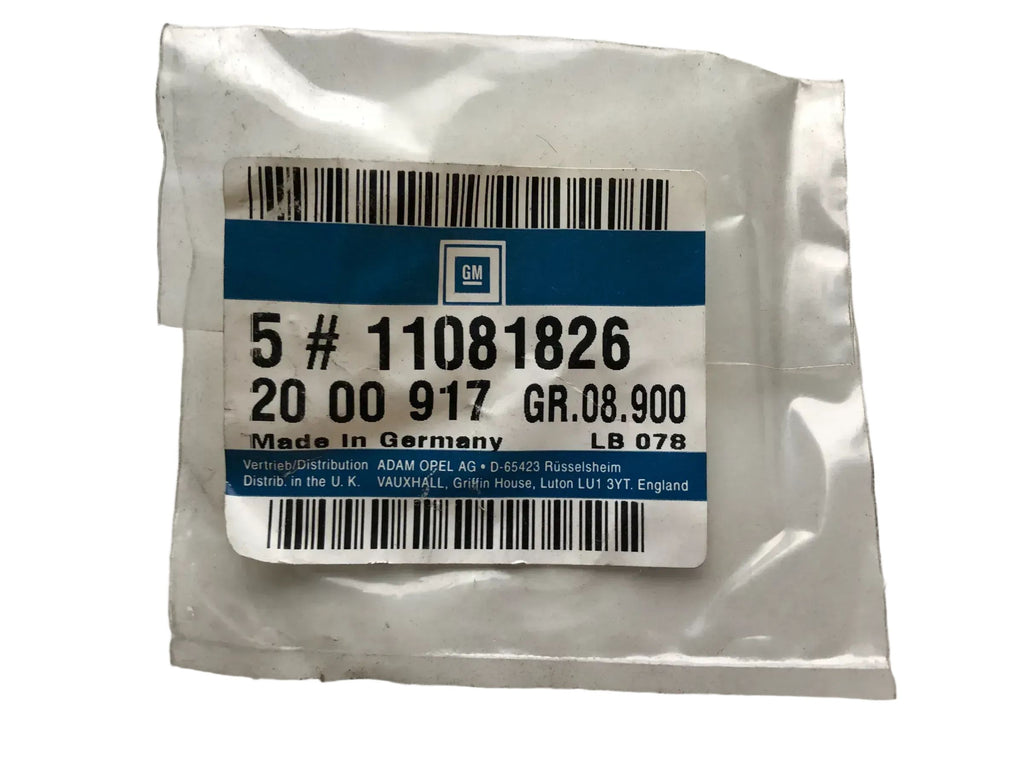 GM
5 # 11081826
20 00 917 GR.08.900
Made In Germany LB 078
Vertrieb/Distribution ADAM OPEL AG • D-65423 Rüsselsheim
Distrib. in the U. K. VAUXHALL, Griffin House, Luton LU1 3YT. England